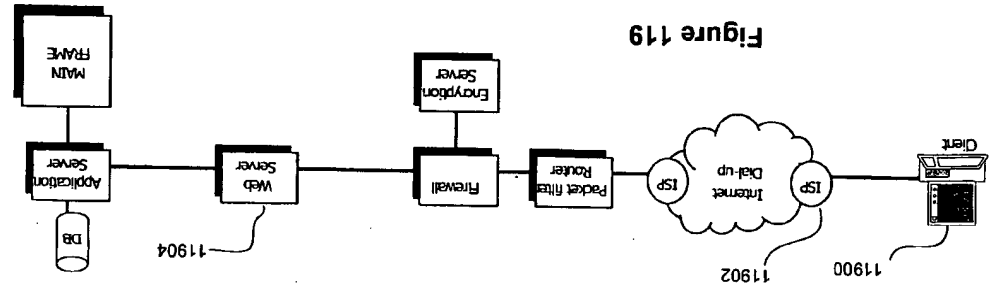 11900
11902
11904
Client
ISP
Internet
Dial-up
ISP
Packet filter
Router
Firewall
Encryption
Server
Web
Server
Application
Server
DB
MAIN
FRAME
Figure 119